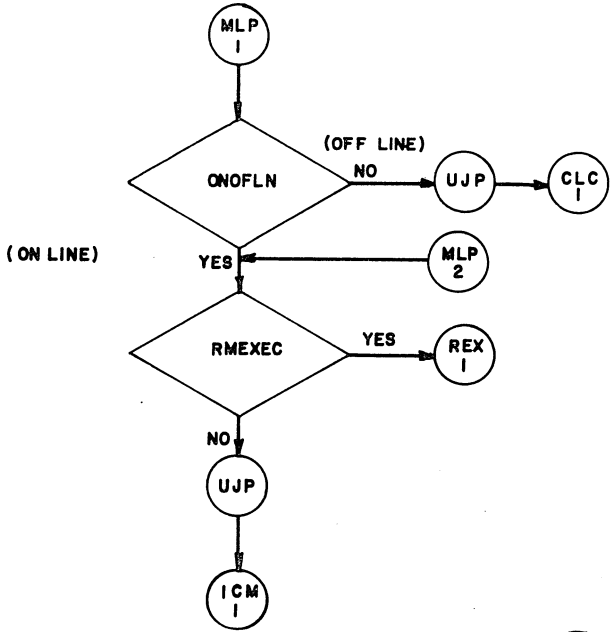 MLP
1
(OFF LINE)
ONOFLN
NO
UJP
CLC
1
(ON LINE)
YES
MLP
2
RMEXEC
YES
REX
1
NO
UJP
ICM
1